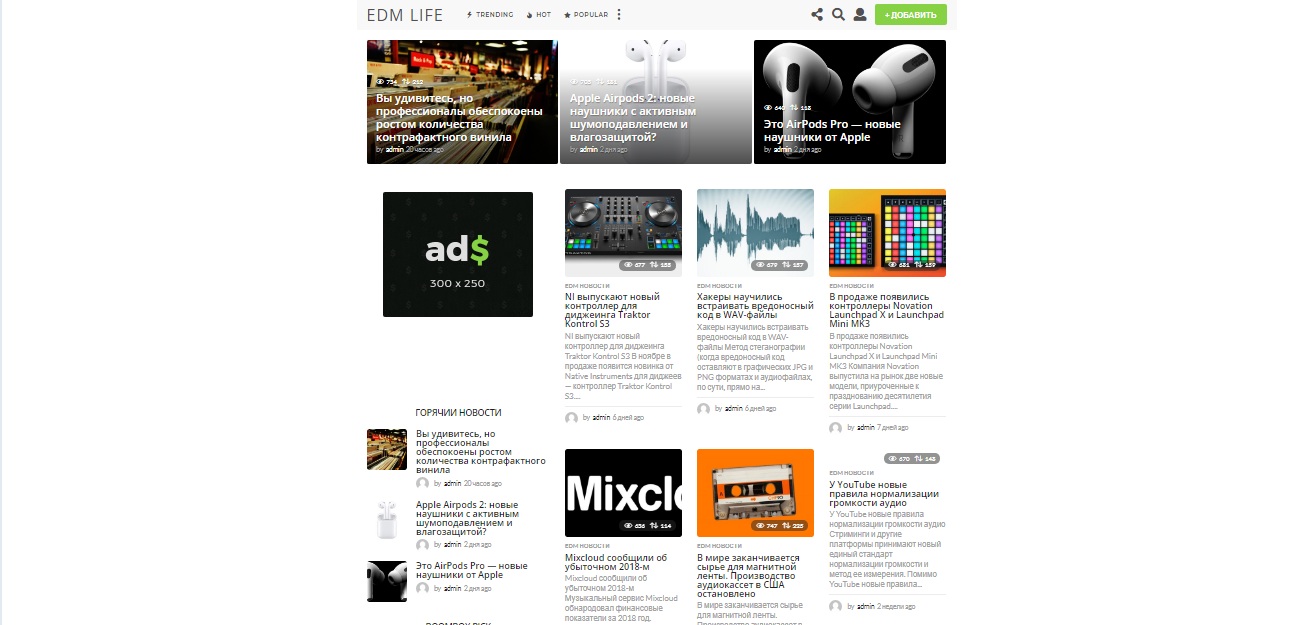 EDM LIFE
TRENDING
HOT
POPULAR
+ ДОБАВИТЬ
734 212
Вы удивитесь, но
профессионалы обеспокоены
ростом количества
контрафактного винила
by admin 20 часов ago
Apple Airpods 2: новые
наушники с активным
шумоподавлением и
влагозащитой?
by admin 2 дня ago
118
Это AirPods Pro — новые
наушники от Apple
by admin 2 дня ago
ad$
300 x 250
ГОРЯЧИИ НОВОСТИ
Вы удивитесь, но
профессионалы
обеспокоены ростом
количества контрафактного
винила
by admin 20 часов ago
Apple Airpods 2: новые
наушники с активным
шумоподавлением и
влагозащитой?
by admin 2 дня ago
Это AirPods Pro — новые
наушники от Apple
by admin 2 дня ago
677 155
EDM НОВОСТИ
NI выпускают новый
контроллер для
диджеинга Traktor
Kontrol S3
NI выпускают новый
контроллер для диджеинга
Traktor Kontrol S3 В ноябре в
продаже появится новинка от
Native Instruments для диджеев
— контроллер Traktor Kontrol
S3....
by admin 6 дней ago
679 157
EDM НОВОСТИ
Хакеры научились
встраивать вредоносный
код в WAV-файлы
Хакеры научились встраивать
вредоносный код в WAV-
файлы Метод стеганографии
(когда вредоносный код
оставляют в графических JPG и
PNG форматах и аудиофайлах,
по сути, прямо на...
by admin 6 дней ago
681 159
EDM НОВОСТИ
В продаже появились
контроллеры Novation
Launchpad X и Launchpad
Mini MK3
В продаже появились
контроллеры Novation
Launchpad X и Launchpad Mini
MK3 Компания Novation
выпустила на рынок две новые
модели, приуроченные к
празднованию десятилетия
серии Launchpad....
by admin 7 дней ago
Mixclo
636 114
EDM НОВОСТИ
Mixcloud сообщили об
убыточном 2018-м
Mixcloud сообщили об
убыточном 2018-м
Музыкальный сервис Mixcloud
обнародовал финансовые
показатели за 2018 год.
747 225
EDM НОВОСТИ
В мире заканчивается
сырье для магнитной
ленты. Производство
аудиокассет в США
остановлено
В мире заканчивается сырье
для магнитной ленты.
Производство аудиокассет в
670 148
EDM НОВОСТИ
У YouTube новые
правила нормализации
громкости аудио
У YouTube новые правила
нормализации громкости аудио
Стриминги и другие
платформы принимают новый
единый стандарт
нормализации громкости и
метод ее измерения. Помимо
YouTube новые правила...
by admin 2 недели ago